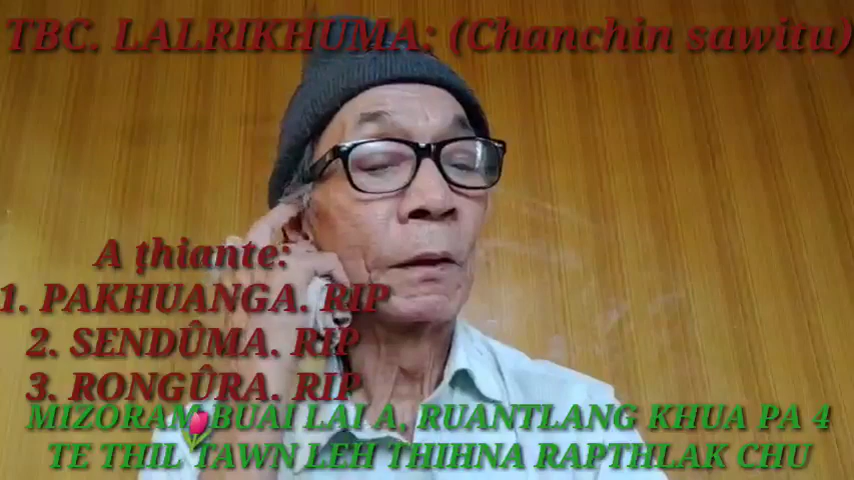 TBC. LALRIKHUMA: (Chanchin sawitu)
A ṭhiante:
1. PAKHUANGA. RIP
2. SENDÛMA. RIP
3. RONGÛRA. RIP
MIZORAM BUAI LAI A, RUANTLANG KHUA PA 4
TE THIL TAWN LEH THIHNA RAPTHLAK CHU